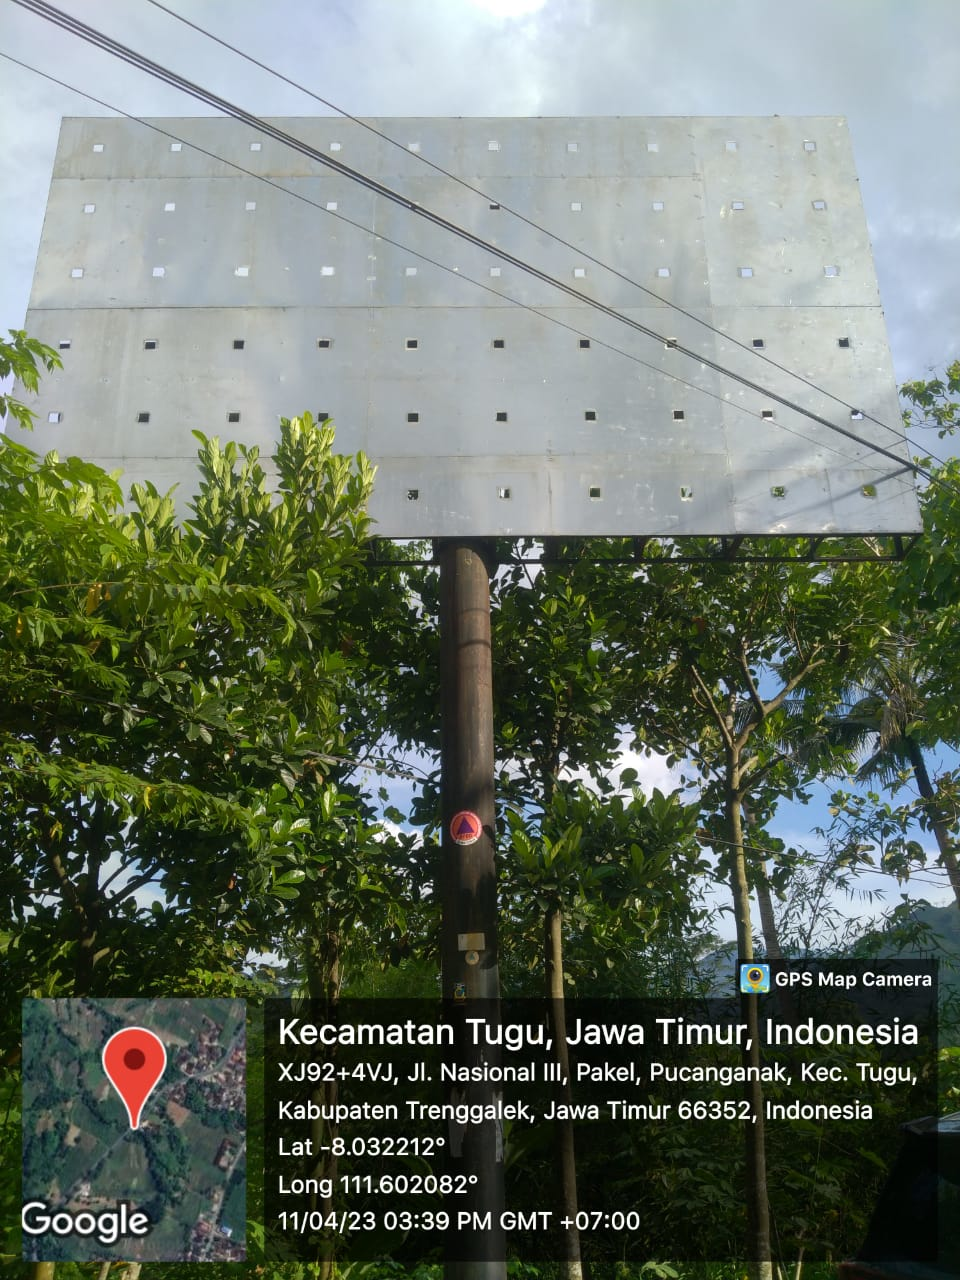 GPS Map Camera
Kecamatan Tugu, Jawa Timur, Indonesia
XJ92+4VJ, Jl. Nasional III, Pakel, Pucanganak, Kec. Tugu,
Kabupaten Trenggalek, Jawa Timur 66352, Indonesia
Lat -8.032212°
Long 111.602082°
11/04/23 03:39 PM GMT +07:00
Google